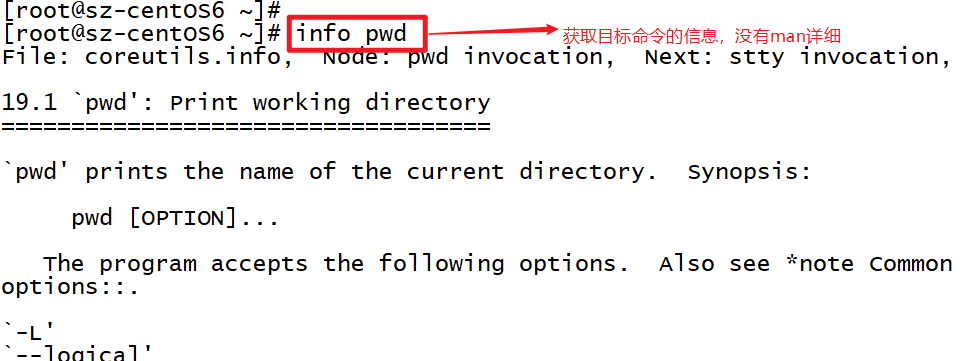 [root@sz-centOS6 ~]#
[root@sz-centOS6 ~]# info pwd 获取目标命令的信息，没有man详细
File: coreutils.info,  Node: pwd invocation,  Next: stty invocation,
19.1 `pwd': Print working directory
===================================
`pwd' prints the name of the current directory.  Synopsis:
     pwd [OPTION]...
   The program accepts the following options.  Also see *note Common
options::.
`-L'
`--logical'